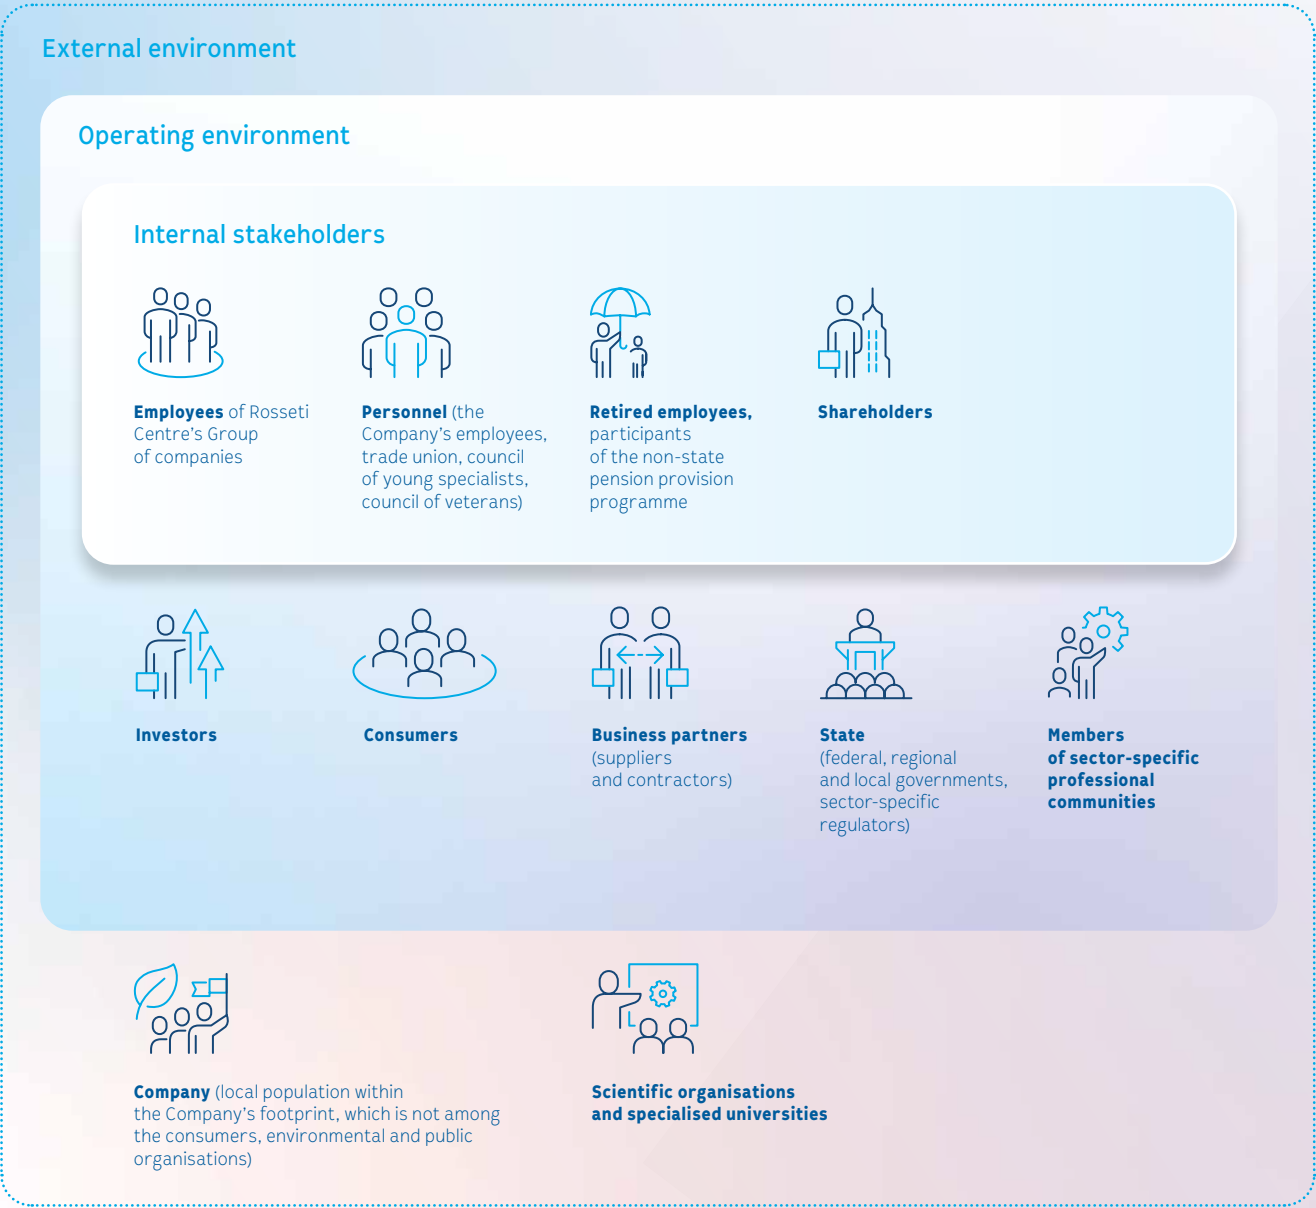 External environment
Operating environment
Internal stakeholders
Employees of Rosseti
Centre's Group
of companies
Personnel (the
Company's employees,
trade union, council
of young specialists,
council of veterans)
Retired employees,
participants
of the non-state
pension provision
programme
Shareholders
Investors
Consumers
Business partners
(suppliers
and contractors)
State
(federal, regional
and local governments,
sector-specific
regulators)
Members
of sector-specific
professional
communities
Company (local population within
the Company's footprint, which is not among
the consumers, environmental and public
organisations)
Scientific organisations
and specialised universities